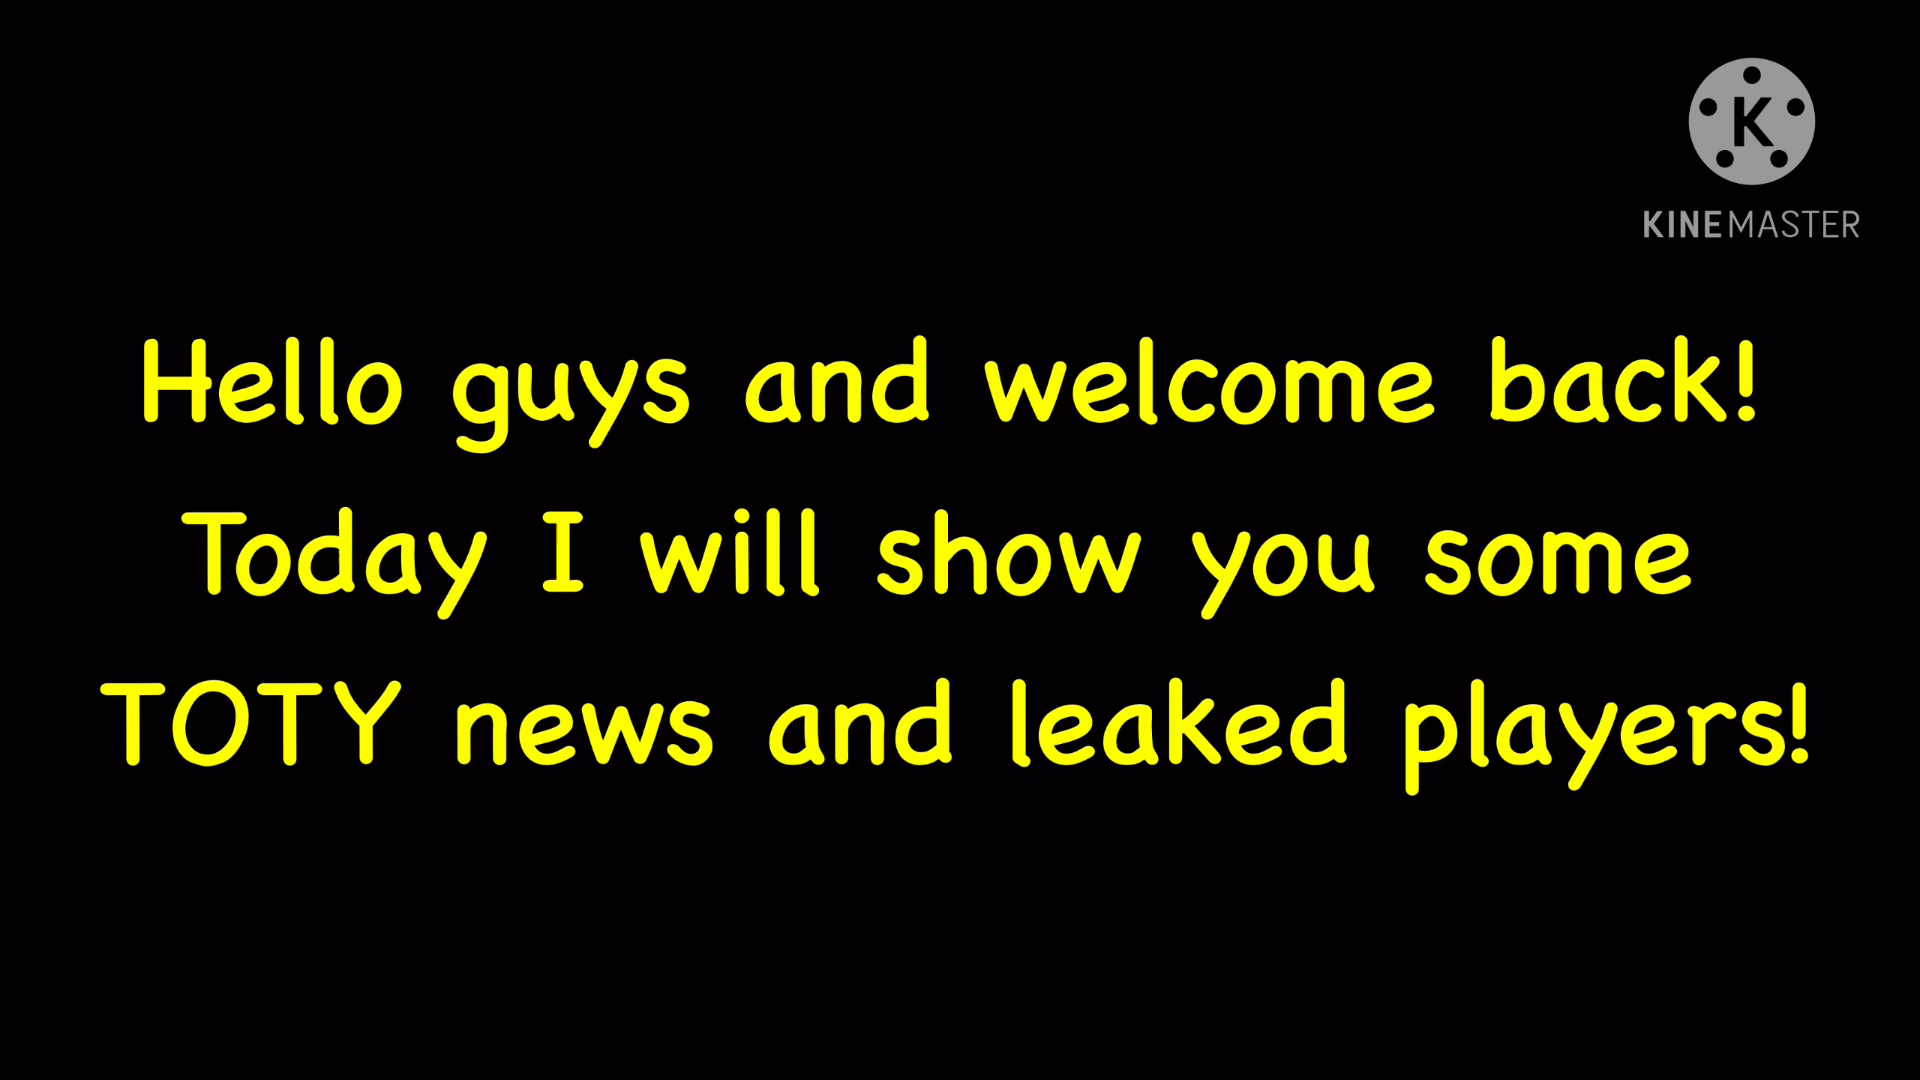 K
KINEMASTER
Hello guys and welcome back!
Today I will show you some
TOTY news and leaked players!